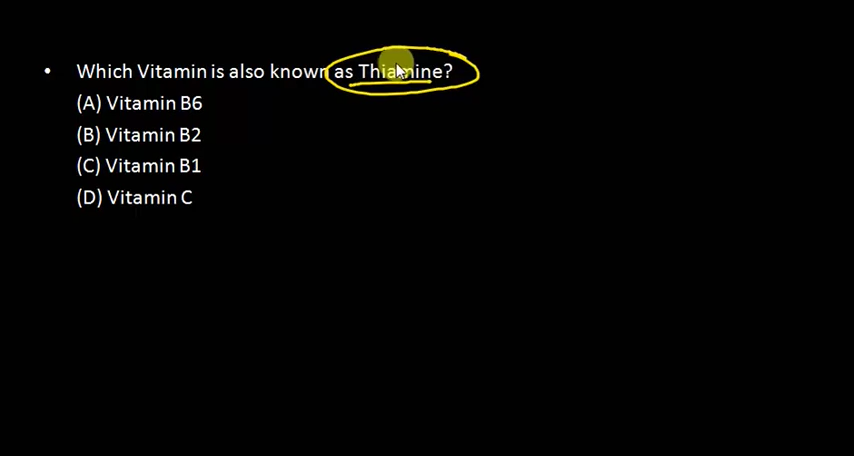 • Which Vitamin is also known as Thiamine?
(A) Vitamin B6
(B) Vitamin B2
(C) Vitamin B1
(D) Vitamin C